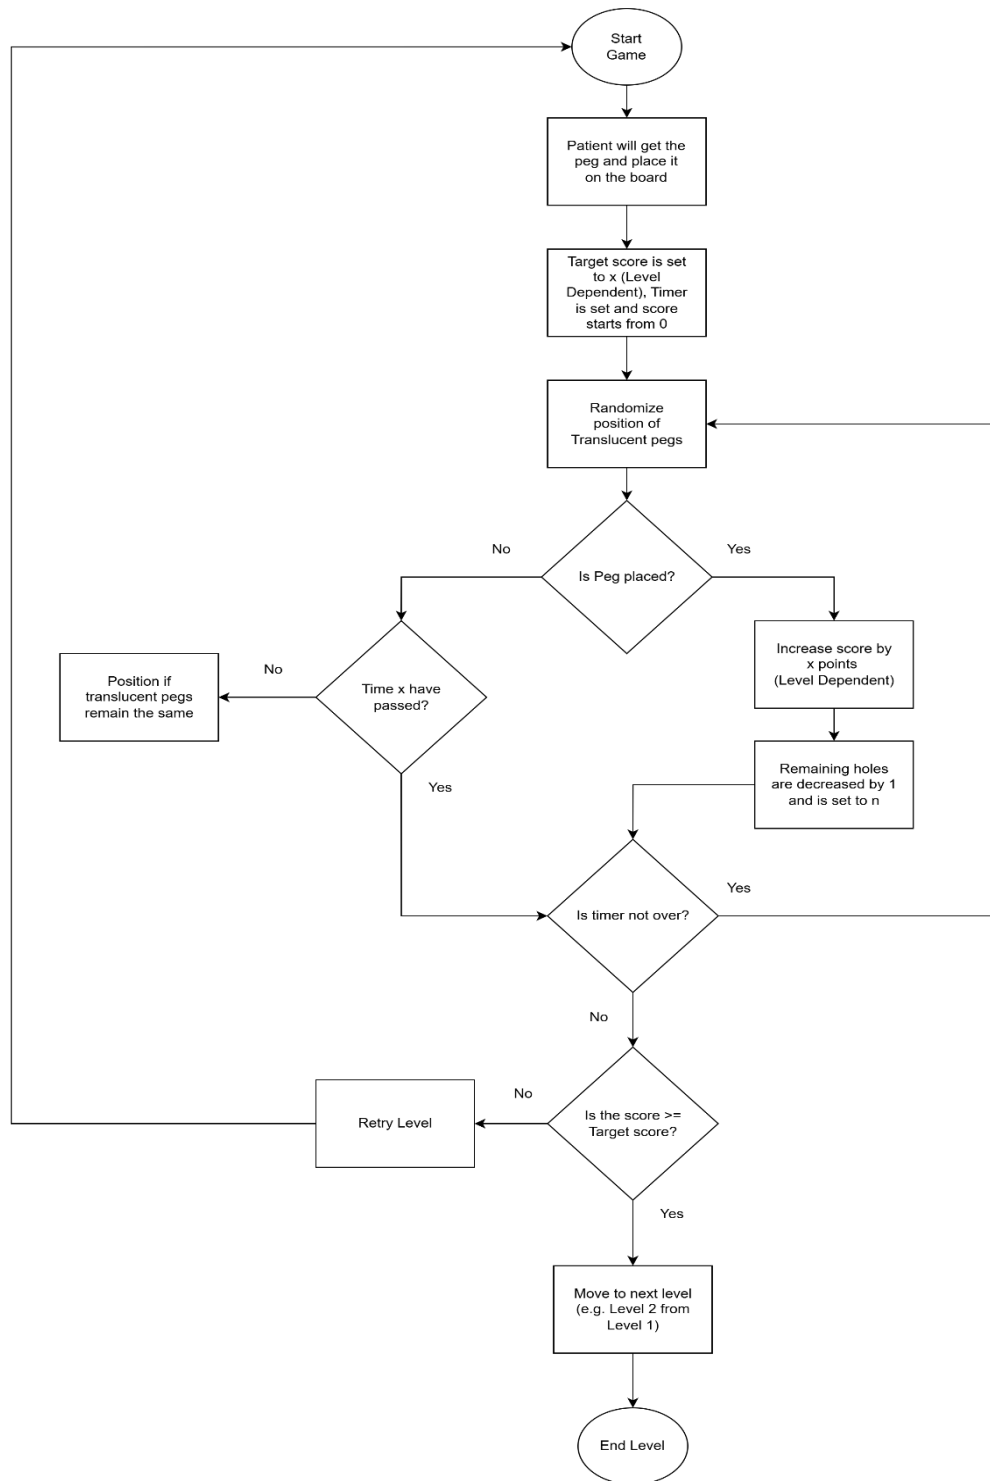 Start
Game
Patient will get the
peg and place it
on the board
Target score is set
to x (Level
Dependent), Timer
is set and score
starts from 0
Randomize
position of
Translucent pegs
No
Yes
Is Peg placed?
Increase score by
x points
(Level Dependent)
No
Position if
translucent pegs
remain the same
Time x have
passed?
Yes
Remaining holes
are decreased by 1
and is set to n
Yes
Is timer not over?
No
No
Is the score >=
Target score?
Retry Level
Yes
Move to next level
(e.g. Level 2 from
Level 1)
End Level